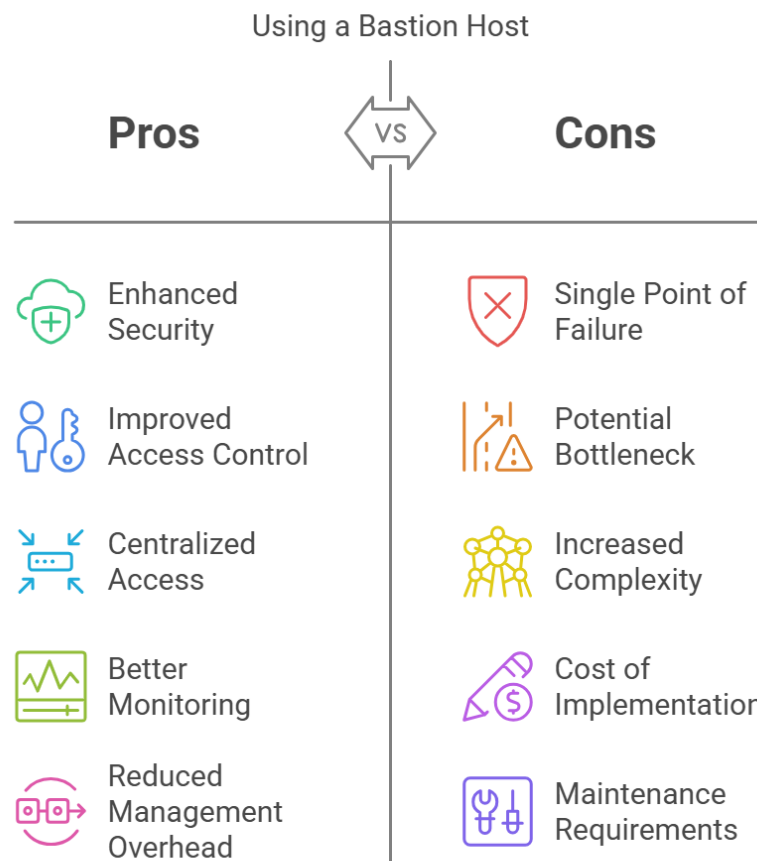 Using a Bastion Host
Pros
VS
Cons
Enhanced
Security
Single Point of
Failure
Improved
Access Control
Potential
Bottleneck
Centralized
Access
Increased
Complexity
Better
Monitoring
Cost of
Implementation
Reduced
Management
Overhead
Maintenance
Requirements